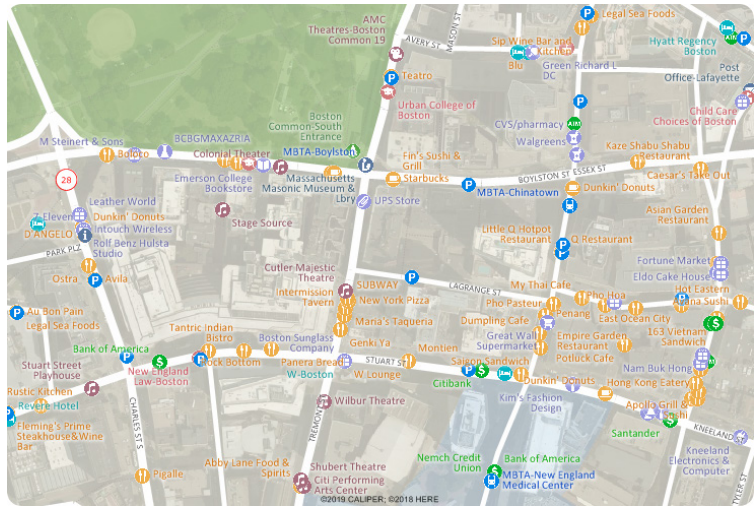 AMC
Theatres-Boston
Common 19
AVERY ST
MASON ST
Legal Sea Foods
Sip Wine Bar and
Kitchen
Blu
Green Richard L
DC
Hyatt Regency
Boston
Post
Office-Lafayette
Teatro
Urban College of
Boston
Child Care
Choices of Boston
Boston
Common-South
Entrance
CVS/pharmacy
Walgreens
M Steinert & Sons
BCBGMAXAZRIA
Boloco
Colonial Theater
MBTA-Boylston
Fin's Sushi &
Grill
Starbucks
Kaze Shabu Shabu
Restaurant
Caesar's Take Out
28
Emerson College
Bookstore
Massachusetts
Masonic Museum &
Lbry
BOYLSTON ST
ESSEX ST
MBTA-Chinatown
Dunkin' Donuts
Leather World
7-Eleven
Dunkin' Donuts
D'ANGELO
Intouch Wireless
Rolf Benz Hulsta
Studio
PARK PLZ
Stage Source
UPS Store
Asian Garden
Restaurant
Little Q Hotpot
Restaurant
Q Restaurant
Ostra
Avila
Cutler Majestic
Theatre
Fortune Market
Eldo Cake House
LAGRANGE ST
My Thai Cafe
Hot Eastern
SUBWAY
Intermission
Tavern
New York Pizza
Pho Pasteur
Pho Hoa
Penang
East Ocean City
Au Bon Pain
Legal Sea Foods
Mana's Taqueria
Dumpling Cafe
Tantric Indian
Bistro
Boston Sunglass
Company
Genki Ya
Great Wall
Supermarket
Empire Garden
Restaurant
Potluck Cafe
163 Vietnam
Sandwich
Bank of America
Rock Bottom
Panera Bread
STUART ST
Montien
Saigon Sandwich
Nam Buk Hong
Stuart Street
Playhouse
New England
Law-Boston
W-Boston
W Lounge
Citibank
Dunkin' Donuts
Hong Kong Eatery
Rustic Kitchen
Revere Hotel
Wilbur Theatre
Kim's Fashion
Design
Apollo Grill &
Sushi
Santander
KNEELAND
Fleming's Prime
Steakhouse&Wine
Bar
CHARLES ST S
TREMON
Nemch Credit
Union
Bank of America
Kneeland
Electronics &
Computer
Pigalle
Abby Lane Food &
Spirits
Shubert Theatre
Citi Performing
Arts Center
MBTA-New England
Medical Center
TYLER ST
©2019 CALIPER; ©2018 HERE